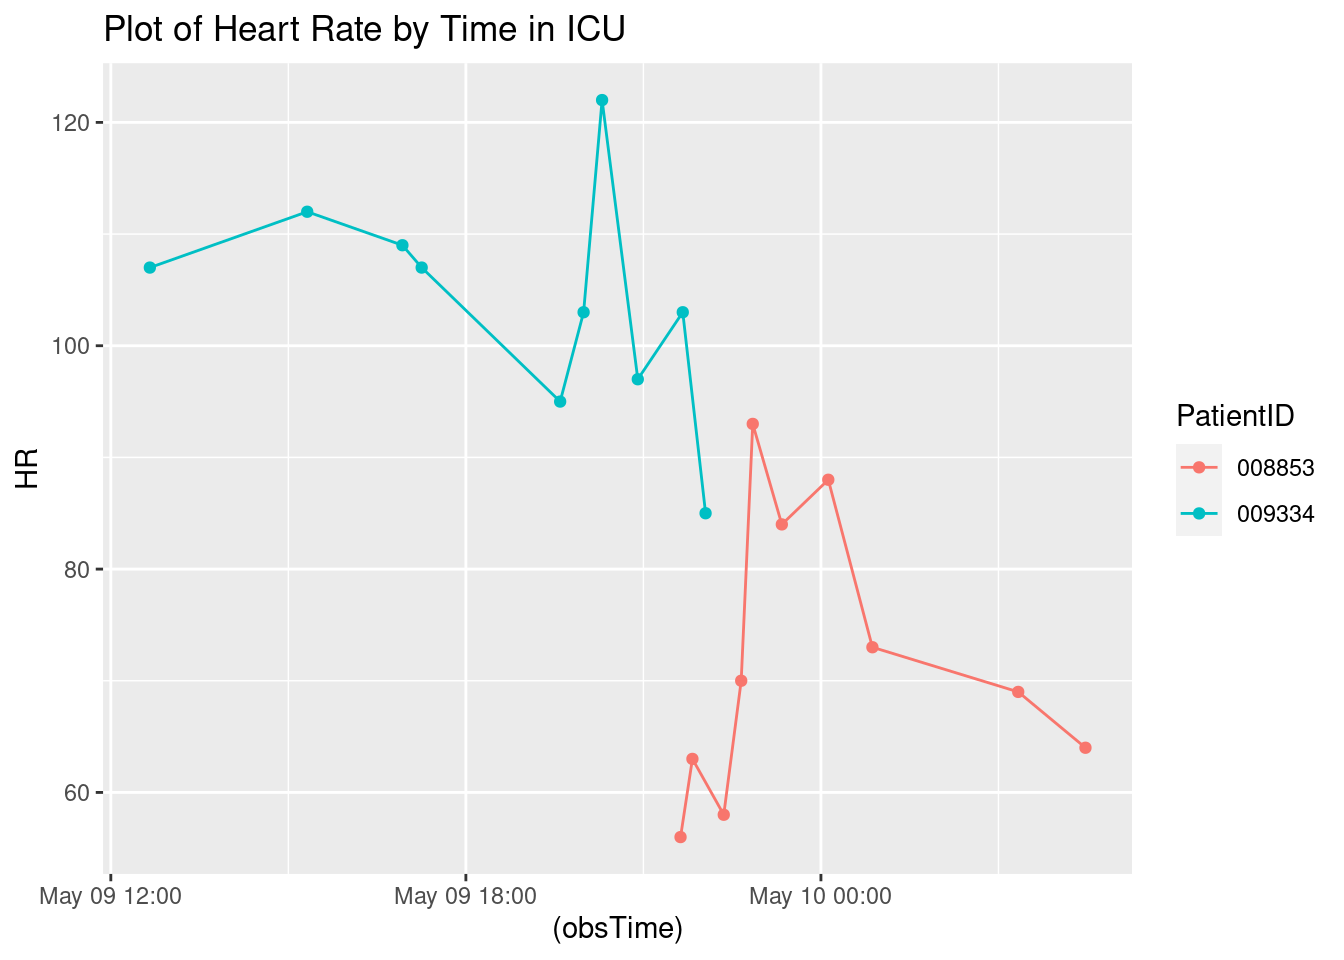 Plot of Heart Rate by Time in ICU
120
100
80
60
HR
May 09 12:00
May 09 18:00
May 10 00:00
(obsTime)
PatientID
008853
009334